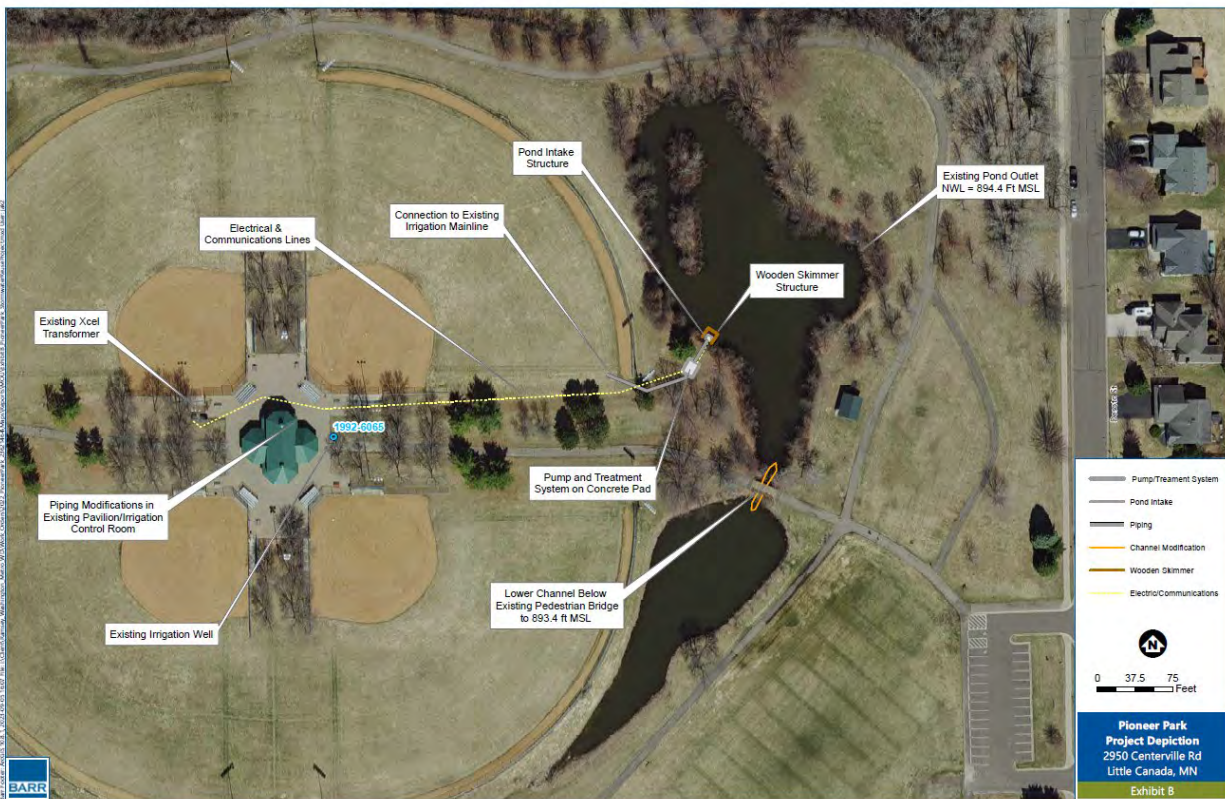 Pond Intake
Structure
Existing Pond Outlet
NWL = 894.4 Ft MSL
Connection to Existing
Irrigation Mainline
Electrical &
Communications Lines
Wooden Skimmer
Structure
Existing Xcel
Transformer
1992-6065
Pump and Treatment
System on Concrete Pad
Piping Modifications in
Existing Pavilion/Irrigation
Control Room
Lower Channel Below
Existing Pedestrian Bridge
to 893.4 ft MSL
Existing Irrigation Well
Pump/Treament System
Pond Intake
Piping
Channel Modification
Wooden Skimmer
Electric/Communications
N
0 37.5 75
Feet
Pioneer Park
Project Depiction
2950 Centerville Rd
Little Canada, MN
Exhibit B
BARR